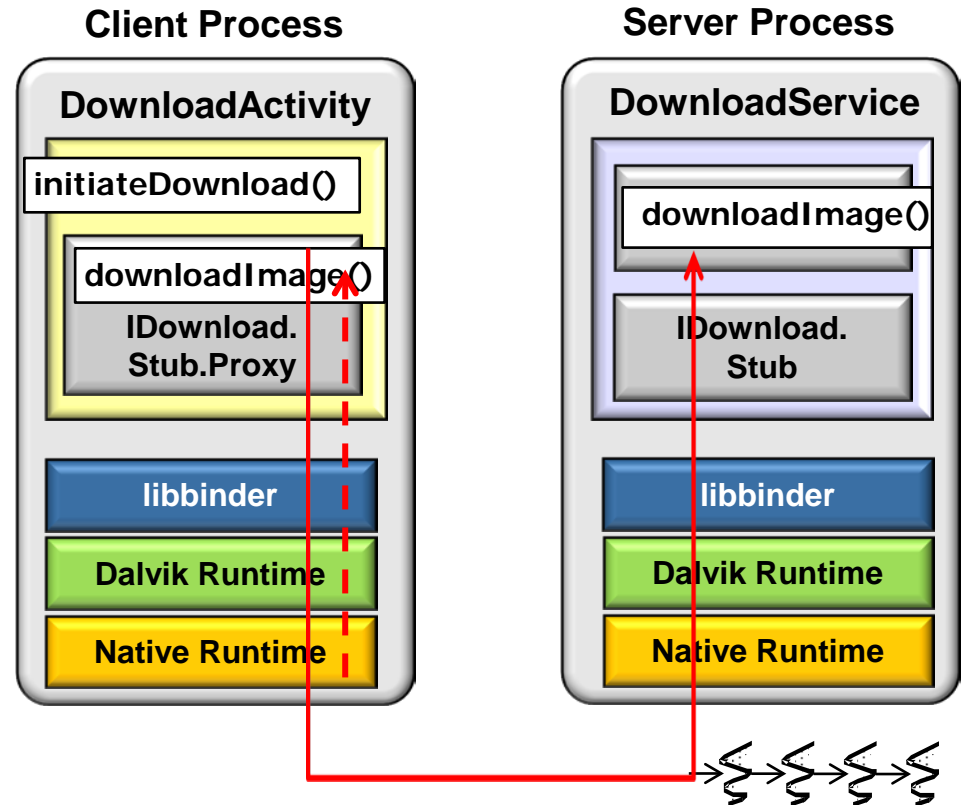 Client Process
DownloadActivity
initiateDownload()
downloadImage()
IDownload.
Stub.Proxy
libbinder
Dalvik Runtime
Native Runtime
Server Process
DownloadService
downloadImage()
IDownload.
Stub
libbinder
Dalvik Runtime
Native Runtime